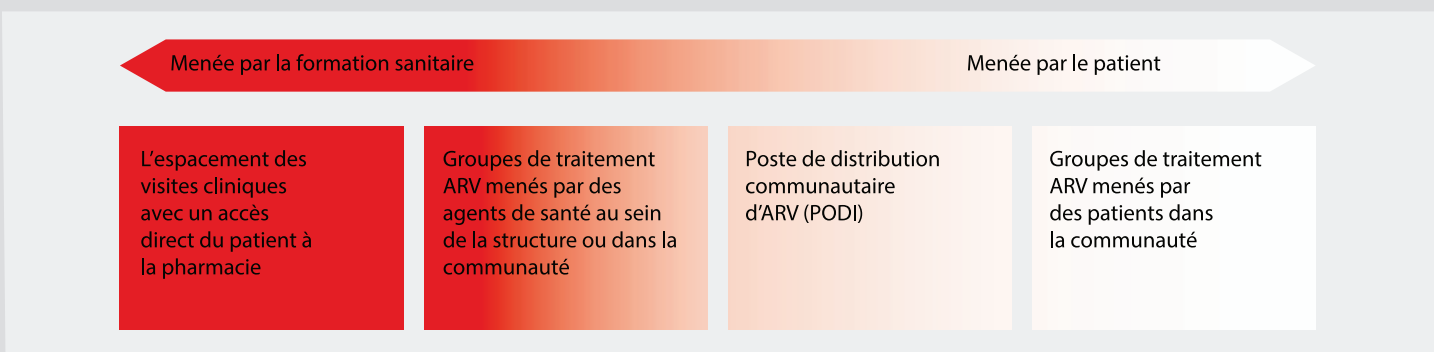 Menée par la formation sanitaire
Menée par le patient
L’espacement des
visites cliniques
avec un accès
direct du patient à
la pharmacie
Groupes de traitement
ARV menés par des
agents de santé au sein
de la structure ou dans la
communauté
Poste de distribution
communautaire
d’ARV (PODI)
Groupes de traitement
ARV menés par
des patients dans
la communauté